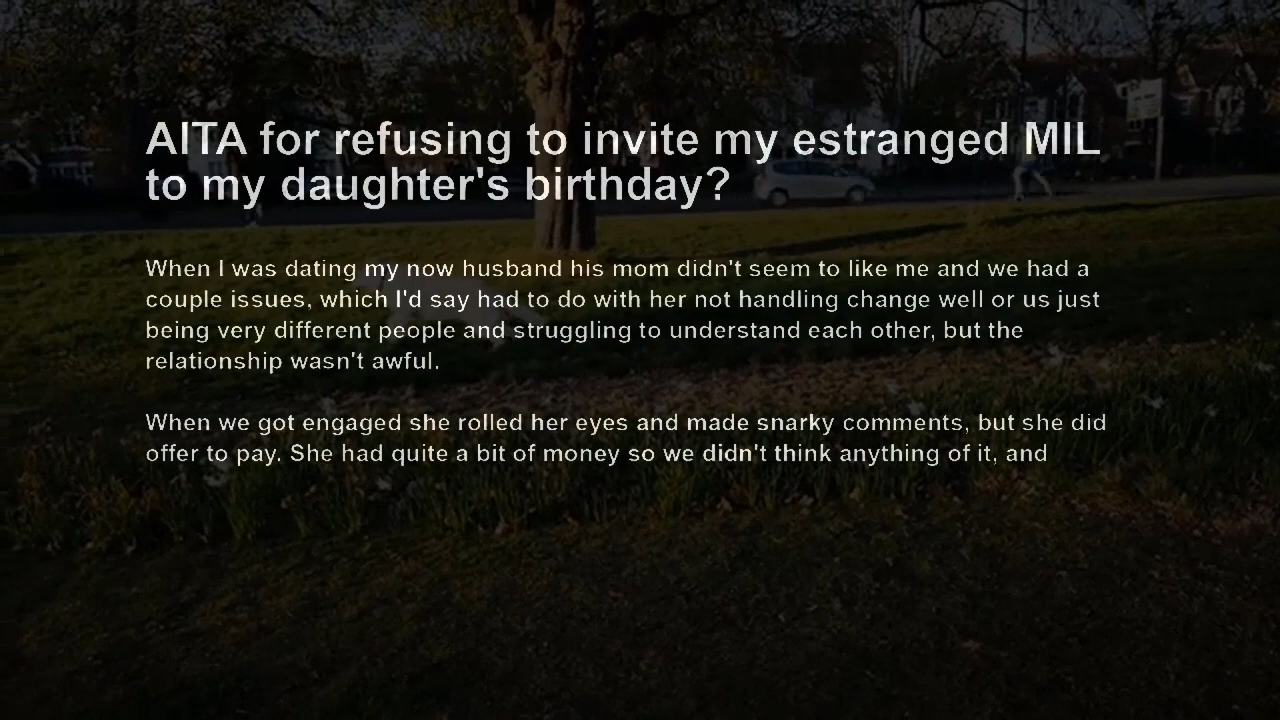 AITA for refusing to invite my estranged MIL
to my daughter's birthday?
When I was dating my now husband his mom didn't seem to like me and we had a
couple issues, which I'd say had to do with her not handling change well or us just
being very different people and struggling to understand each other, but the
relationship wasn't awful.
When we got engaged she rolled her eyes and made snarky comments, but she did
offer to pay. She had quite a bit of money so we didn't think anything of it, and